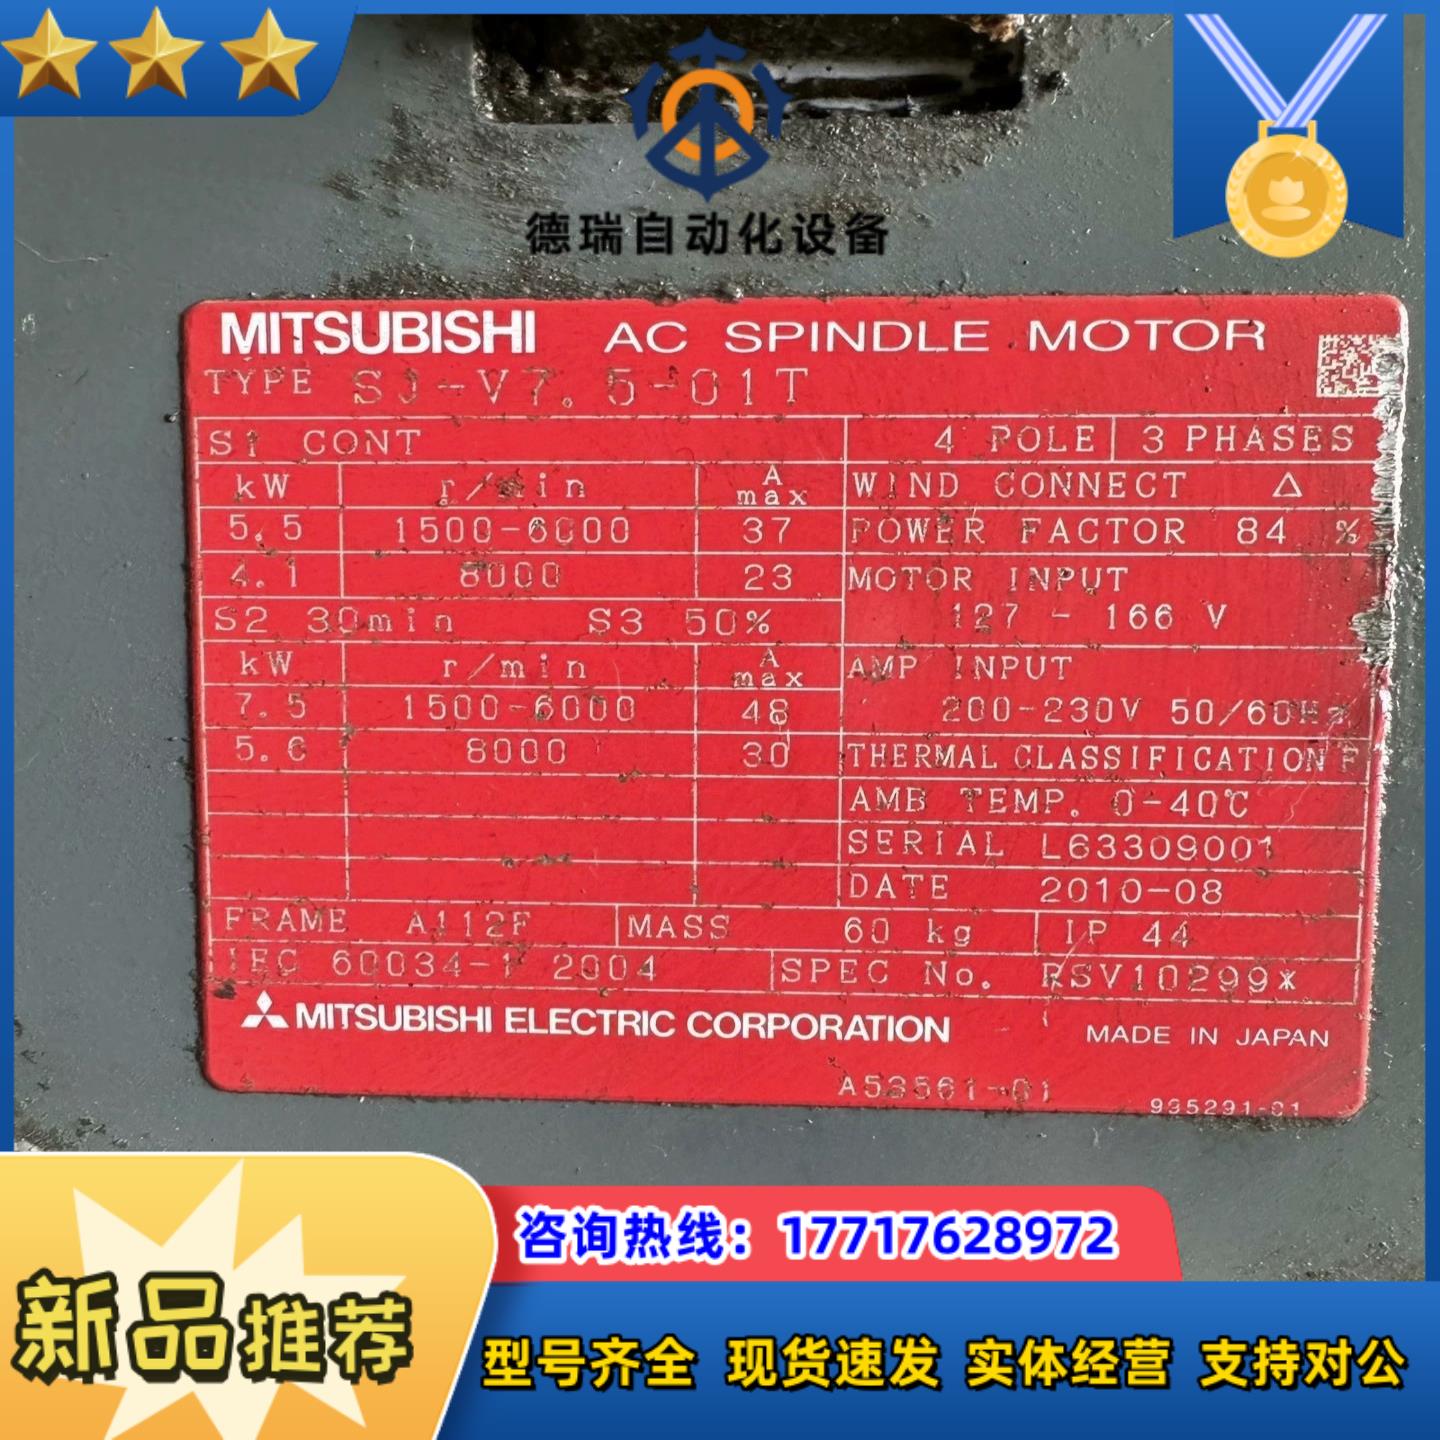 德瑞自动化设备
MITSUBISHI AC SPINDLE MOTOR
TYPE SJ-V7.5-01T
S1 CONT
4 POLE 3 PHASES
kW r/min A max
WIND CONNECT △
5.5 1500-6000 37
POWER FACTOR 84 %
4.1 8000 23
MOTOR INPUT
127 - 166 V
S2 30min S3 50%
kW r/min A max
AMP INPUT
200-230V 50/60Hz
7.5 1500-6000 48
5.6 8000 30
THERMAL CLASSIFICATION F
AMB TEMP. 0-40℃
SERIAL L63309001
DATE 2010-08
FRAME A112F MASS 60 kg IP 44
IEC 60034-1 2004 SPEC No. RSV10299*
MITSUBISHI ELECTRIC CORPORATION MADE IN JAPAN
A53561-01
995291-01
咨询热线：17717628972
新品推荐
型号齐全 现货速发 实体经营 支持对公